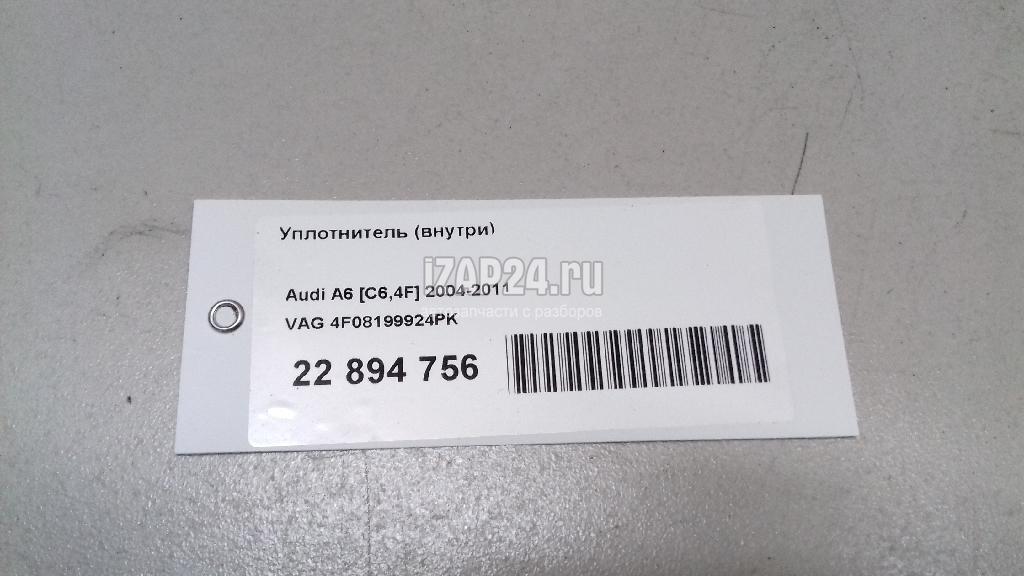 Уплотнитель (внутри)
iZAP24.ru
Audi A6 [C6,4F] 2004-2011
запчасти с разборов
VAG 4F08199924PK
22 894 756